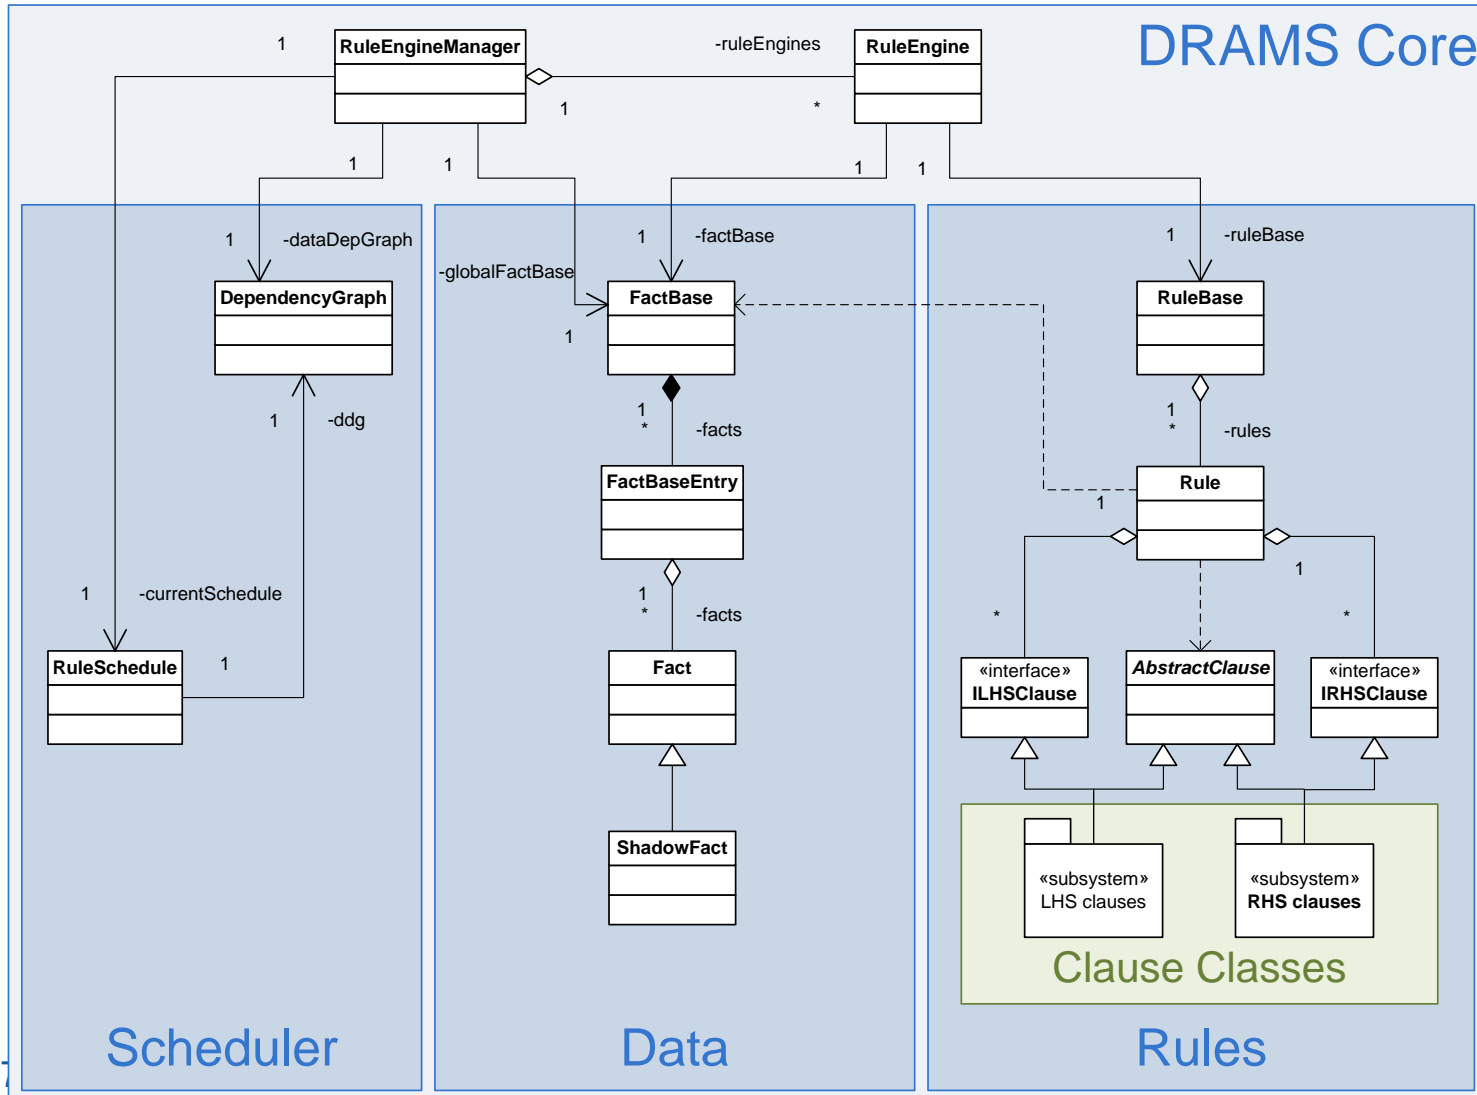 DRAMS Core
1
RuleEngineManager
-ruleEngines
RuleEngine
1
*
1
1
1
1
1
-dataDepGraph
-globalFactBase
1
-factBase
1
-ruleBase
DependencyGraph
FactBase
RuleBase
1
1
-ddg
1
*
-facts
1
*
-rules
FactBaseEntry
Rule
1
1
1
-currentSchedule
1
*
-facts
*
*
RuleSchedule
1
Fact
«interface»
ILHSClause
AbstractClause
«interface»
IRHSClause
ShadowFact
«subsystem»
LHS clauses
«subsystem»
RHS clauses
Clause Classes
Scheduler
Data
Rules